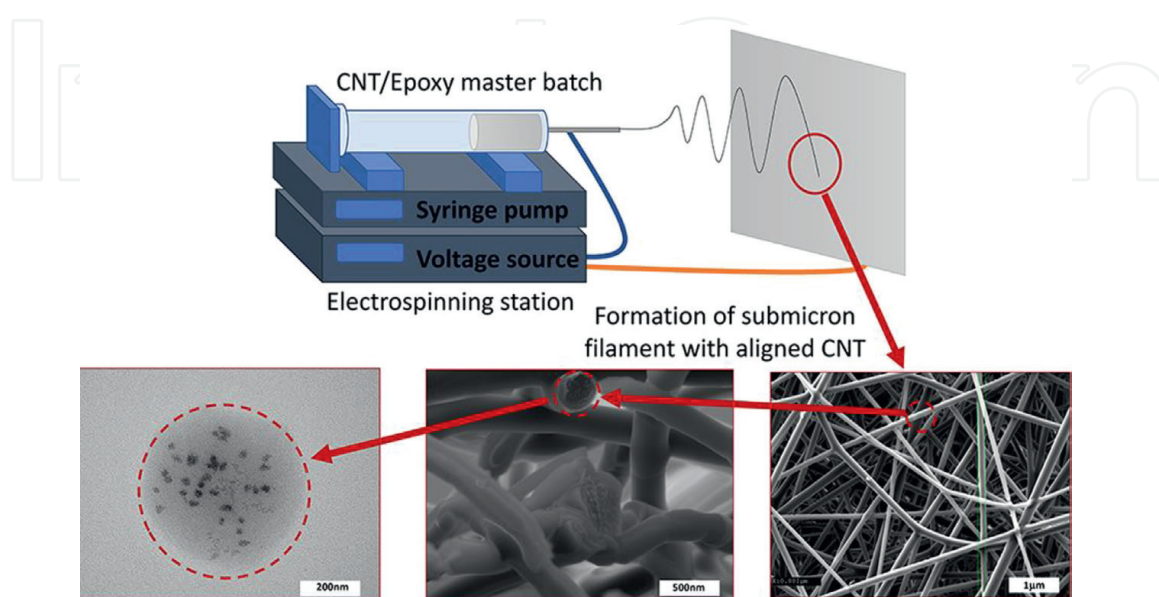 CNT/Epoxy master batch
Syringe pump
Voltage source
Electrospinning station
Formation of submicron
filament with aligned CNT
200nm
500nm
1μm